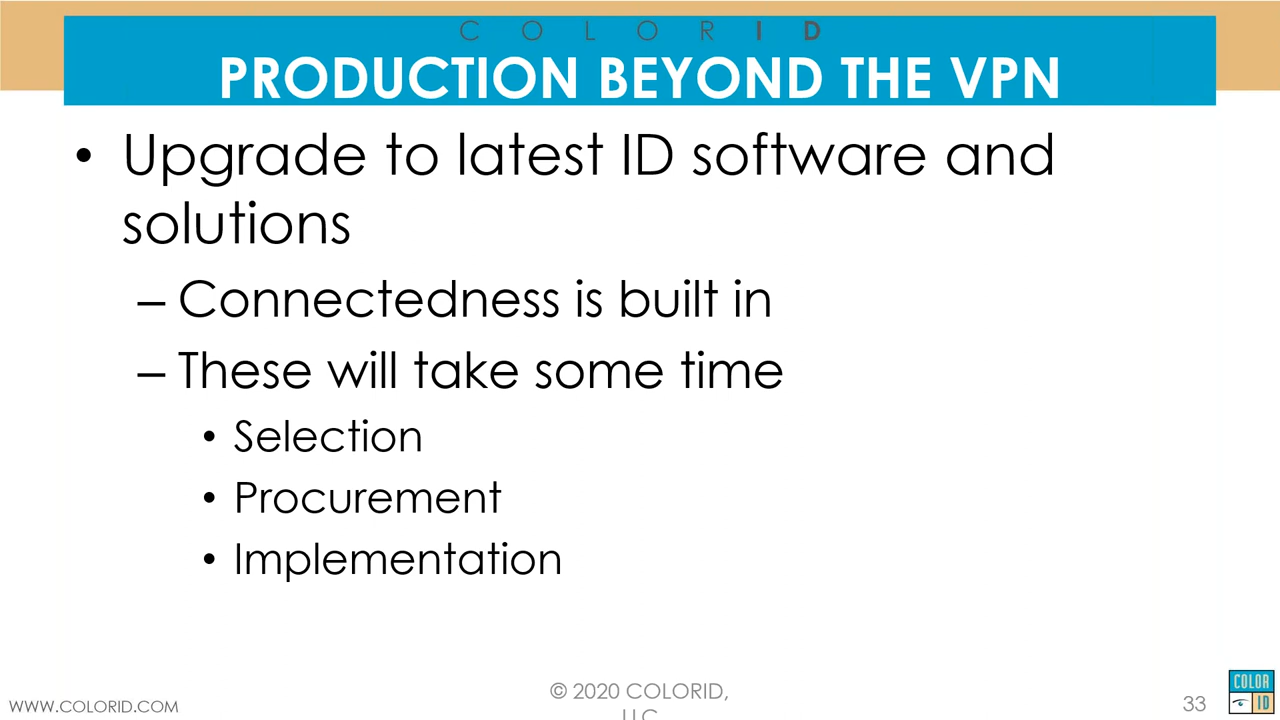 C O L O R I D
PRODUCTION BEYOND THE VPN
• Upgrade to latest ID software and
solutions
– Connectedness is built in
– These will take some time
• Selection
• Procurement
• Implementation
WWW.COLORID.COM
© 2020 COLORID,
LLC
33
COLOR
ID